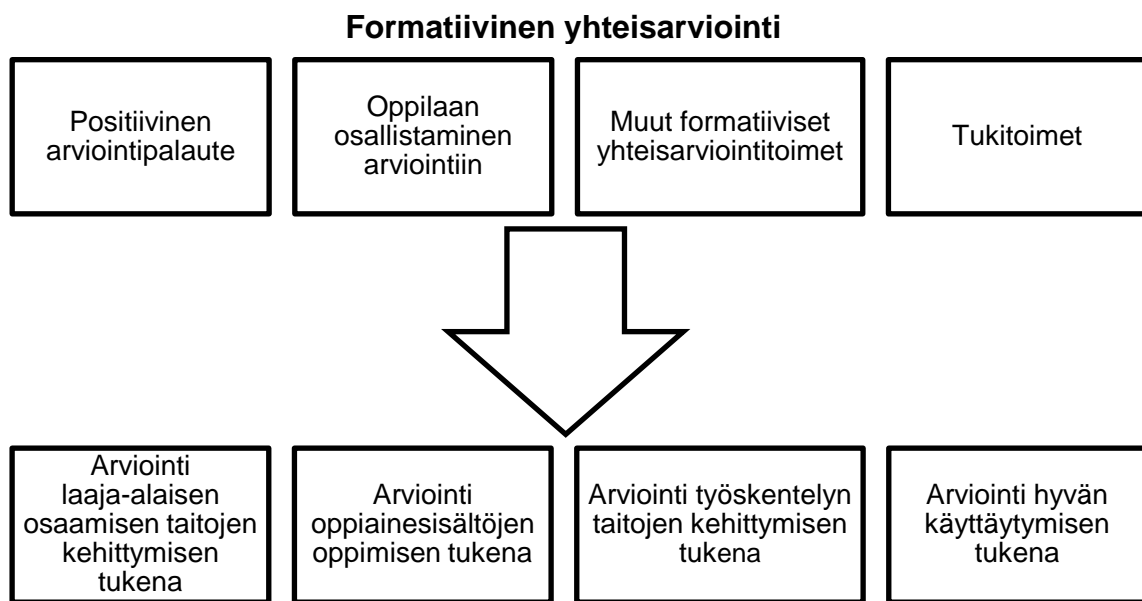 Formatiivinen yhteisarviointi
Positiivinen
arviointipalaute
Oppilaan
osallistaminen
arviointiin
Muut formatiiviset
yhteisarviointitoimet
Tukitoimet
Arviointi
laaja-alaisen
osaamisen taitojen
kehittymisen
tukena
Arviointi
oppiainesisältöjen
oppimisen tukena
Arviointi työskentelyn
taitojen kehittymisen
tukena
Arviointi hyvän
käyttäytymisen
tukena